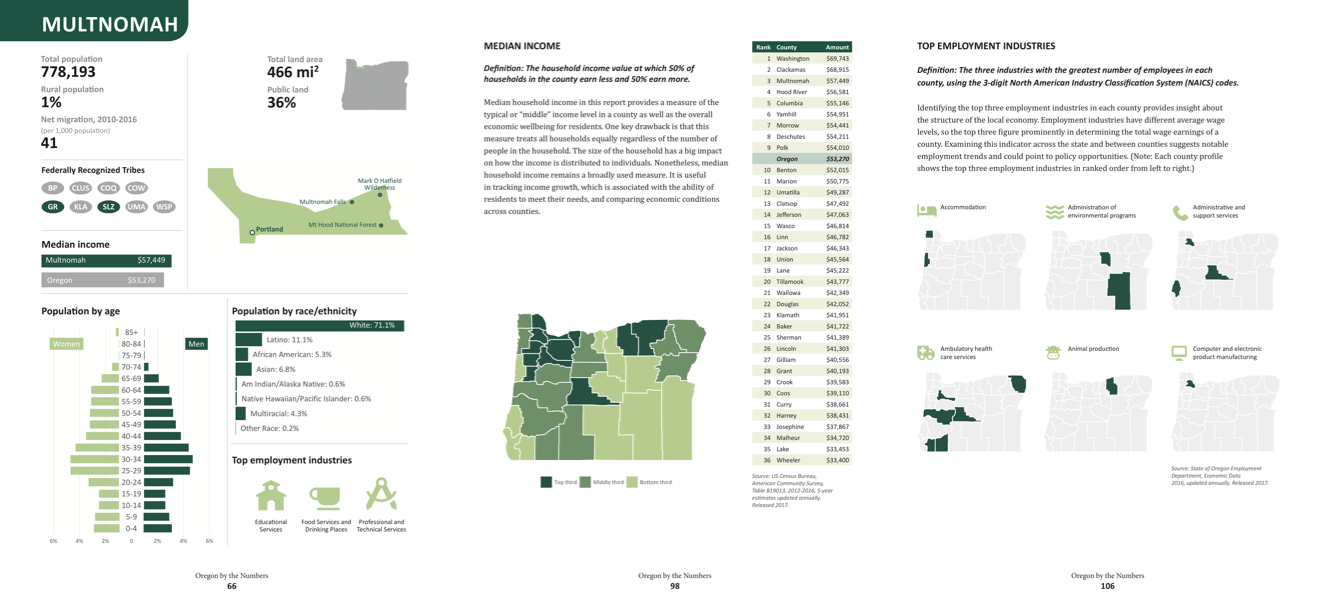 MULTNOMAH
Total population
778,193
Rural population
1%
Net migration, 2010-2016
(per 1,000 population)
41
Total land area
466 mi²
Public land
36%
Federally Recognized Tribes
BP CLUS COQ COW
GR KLA SLZ UMA WSP
Mark O Hatfield
Wilderness
Multnomah Falls
Portland
Mt Hood National Forest
Median income
Multnomah $57,449
Oregon $53,270
Population by age
Women
Men
85+
80-84
75-79
70-74
65-69
60-64
55-59
50-54
45-49
40-44
35-39
30-34
25-29
20-24
15-19
10-14
5-9
0-4
6% 4% 2% 0 2% 4% 6%
Population by race/ethnicity
White: 71.1%
Latino: 11.1%
African American: 5.3%
Asian: 6.8%
Am Indian/Alaska Native: 0.6%
Native Hawaiian/Pacific Islander: 0.6%
Multiracial: 4.3%
Other Race: 0.2%
Top employment industries
Educational
Services
Food Services and
Drinking Places
Professional and
Technical Services
Oregon by the Numbers
66
MEDIAN INCOME
Definition: The household income value at which 50% of
households in the county earn less and 50% earn more.
Median household income in this report provides a measure of the
typical or “middle” income level in a county as well as the overall
economic wellbeing for residents. One key drawback is that this
measure treats all households equally regardless of the number of
people in the household. The size of the household has a big impact
on how the income is distributed to individuals. Nonetheless, median
household income remains a broadly used measure. It is useful
in tracking income growth, which is associated with the ability of
residents to meet their needs, and comparing economic conditions
across counties.
Top third Middle third Bottom third
Rank County Amount
1 Washington $69,743
2 Clackamas $68,915
3 Multnomah $57,449
4 Hood River $56,581
5 Columbia $55,146
6 Yamhill $54,951
7 Morrow $54,441
8 Deschutes $54,211
9 Polk $54,010
Oregon $53,270
10 Benton $52,015
11 Marion $50,775
12 Umatilla $49,287
13 Clatsop $47,492
14 Jefferson $47,063
15 Wasco $46,814
16 Linn $46,782
17 Jackson $46,343
18 Union $45,564
19 Lane $45,222
20 Tillamook $43,777
21 Wallowa $42,349
22 Douglas $42,052
23 Klamath $41,951
24 Baker $41,722
25 Sherman $41,389
26 Lincoln $41,303
27 Gilliam $40,556
28 Grant $40,193
29 Crook $39,583
30 Coos $39,110
31 Curry $38,661
32 Harney $38,431
33 Josephine $37,867
34 Malheur $34,720
35 Lake $33,453
36 Wheeler $33,400
Source: US Census Bureau,
American Community Survey,
Table B19013, 2012-2016, 5-year
estimates updated annually.
Released 2017.
Oregon by the Numbers
98
TOP EMPLOYMENT INDUSTRIES
Definition: The three industries with the greatest number of employees in each
county, using the 3-digit North American Industry Classification System (NAICS) codes.
Identifying the top three employment industries in each county provides insight about
the structure of the local economy. Employment industries have different average wage
levels, so the top three figure prominently in determining the total wage earnings of a
county. Examining this indicator across the state and between counties suggests notable
employment trends and could point to policy opportunities. (Note: Each county profile
shows the top three employment industries in ranked order from left to right.)
Accommodation
Administration of
environmental programs
Administrative and
support services
Ambulatory health
care services
Animal production
Computer and electronic
product manufacturing
Source: State of Oregon Employment
Department, Economic Data
2016, updated annually. Released 2017.
Oregon by the Numbers
106